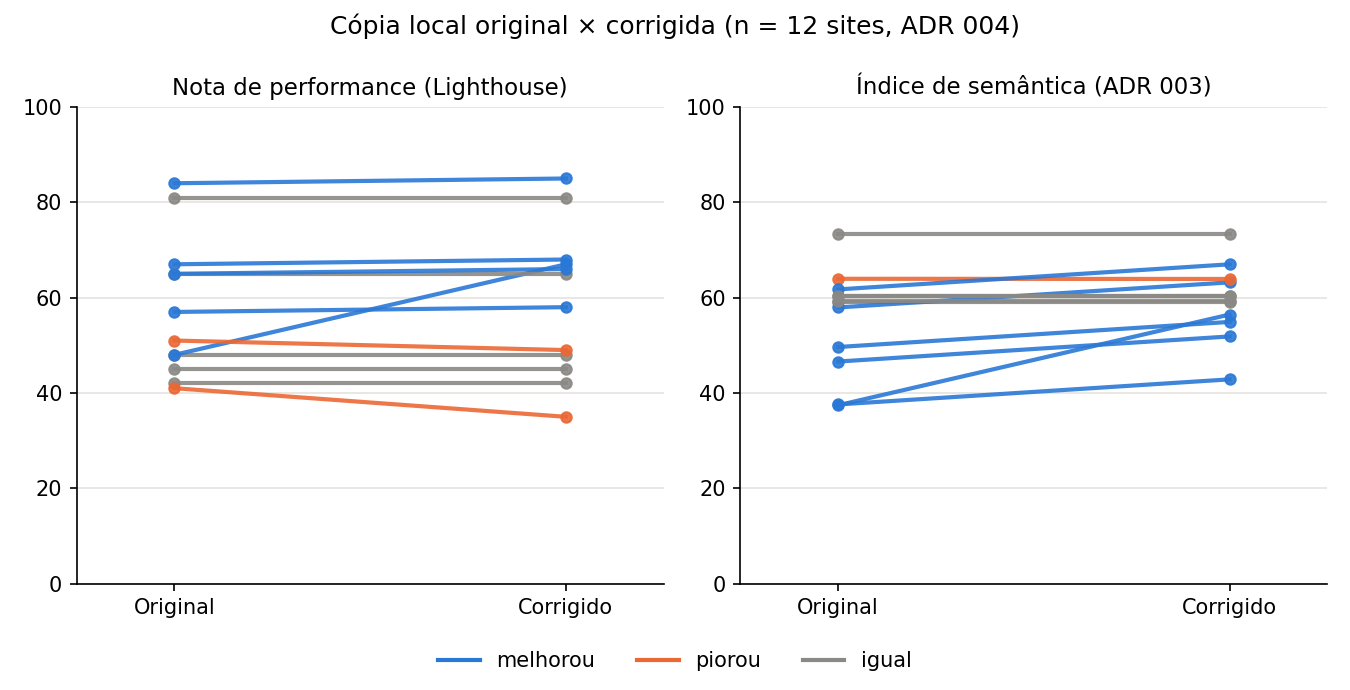 Cópia local original × corrigida (n = 12 sites, ADR 004)
Nota de performance (Lighthouse)
100
80
60
40
20
0
Original
Corrigido
Índice de semântica (ADR 003)
100
80
60
40
20
0
Original
Corrigido
melhorou
piorou
igual